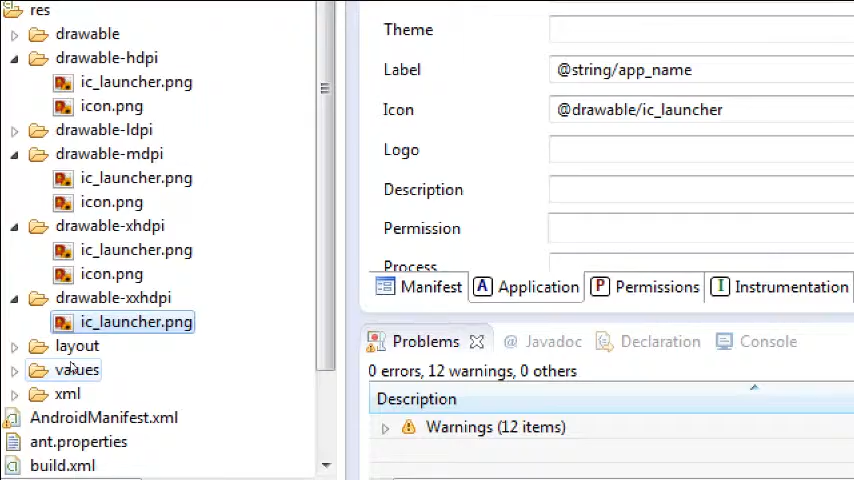 res
drawable
drawable-hdpi
ic_launcher.png
icon.png
drawable-ldpi
drawable-mdpi
ic_launcher.png
icon.png
drawable-xhdpi
ic_launcher.png
icon.png
drawable-xxhdpi
ic_launcher.png
layout
values
xml
AndroidManifest.xml
ant.properties
build.xml
Theme
Label @string/app_name
Icon @drawable/ic_launcher
Logo
Description
Permission
Process
Manifest A Application P Permissions I Instrumentation
Problems @ Javadoc Declaration Console
0 errors, 12 warnings, 0 others
Description
Warnings (12 items)